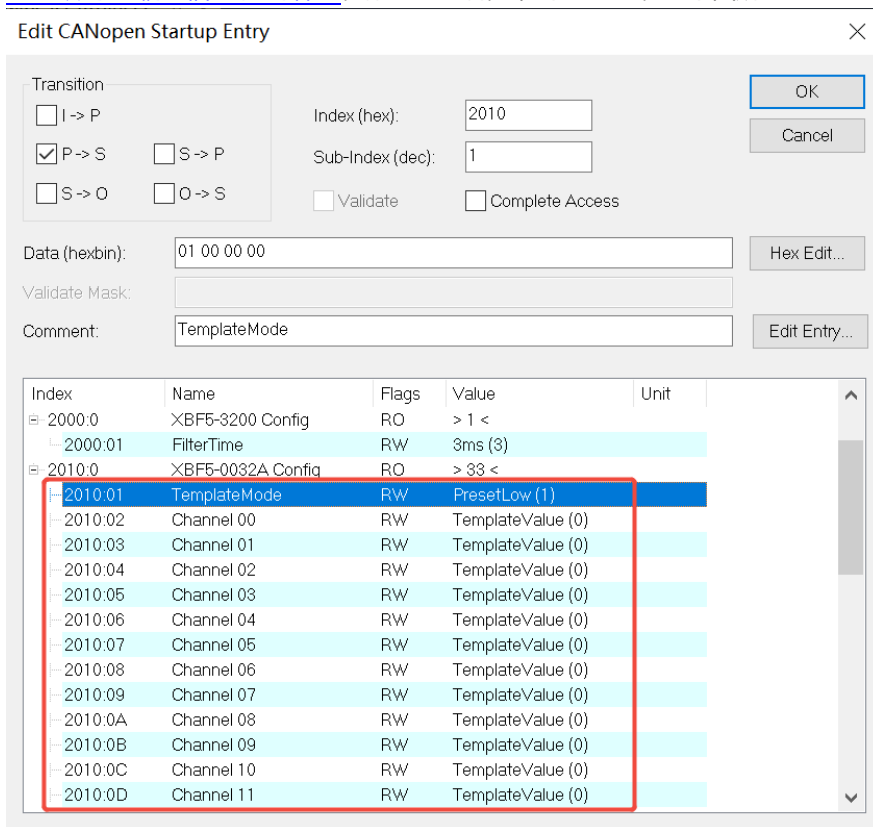 Edit CANopen Startup Entry
Transition
I -> P
P -> S
S -> P
S -> O
O -> S
Index (hex):
2010
Sub-Index (dec):
1
Validate
Complete Access
OK
Cancel
Data (hexbin):
01 00 00 00
Hex Edit...
Validate Mask:
Comment:
TemplateMode
Edit Entry...
Index Name Flags Value Unit
2000:0 XBF5-3200 Config RO > 1 <
2000:01 FilterTime RW 3ms (3)
2010:0 XBF5-0032A Config RO > 33 <
2010:01 TemplateMode RW PresetLow (1)
2010:02 Channel 00 RW TemplateValue (0)
2010:03 Channel 01 RW TemplateValue (0)
2010:04 Channel 02 RW TemplateValue (0)
2010:05 Channel 03 RW TemplateValue (0)
2010:06 Channel 04 RW TemplateValue (0)
2010:07 Channel 05 RW TemplateValue (0)
2010:08 Channel 06 RW TemplateValue (0)
2010:09 Channel 07 RW TemplateValue (0)
2010:0A Channel 08 RW TemplateValue (0)
2010:0B Channel 09 RW TemplateValue (0)
2010:0C Channel 10 RW TemplateValue (0)
2010:0D Channel 11 RW TemplateValue (0)